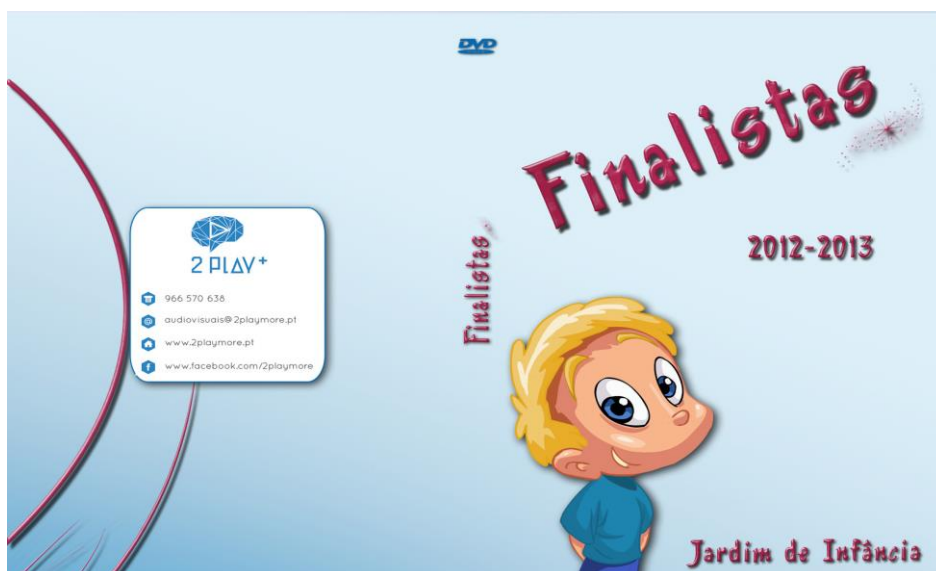 DVD
Finalistas
2012-2013
Finalistas
2 PLAY+
966 570 638
audiovisuais@2playmore.pt
www.2playmore.pt
www.facebook.com/2playmore
Jardim de Infância